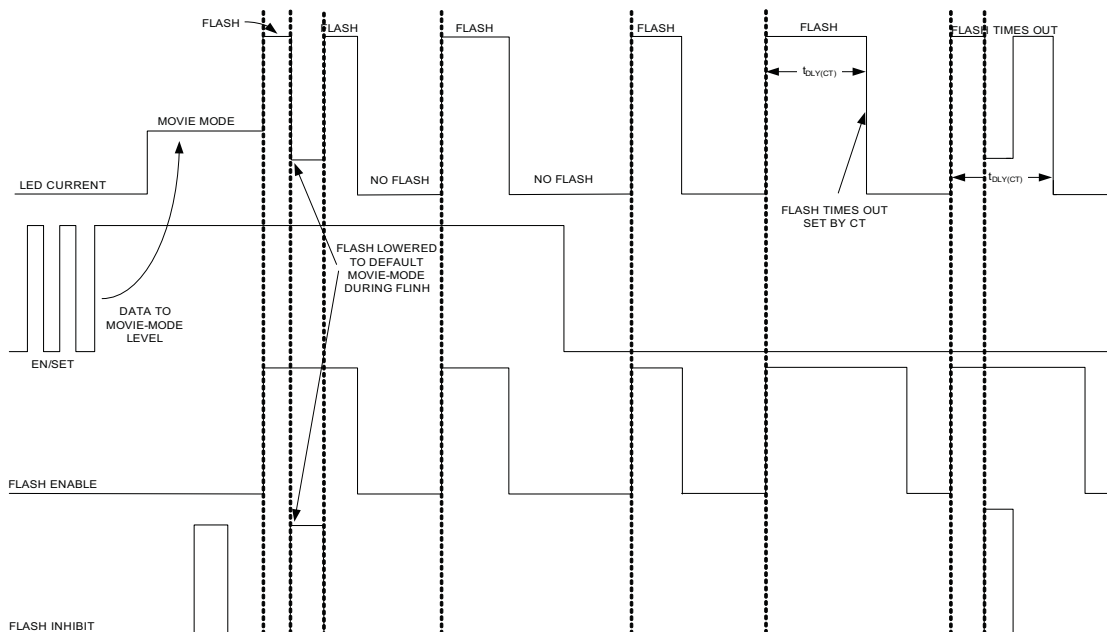 FLASH
FLASH
FLASH
FLASH
FLASH
FLASH TIMES OUT
tDLY(CT)
MOVIE MODE
LED CURRENT
NO FLASH
NO FLASH
tDLY(CT)
FLASH TIMES OUT
SET BY CT
FLASH LOWERED
TO DEFAULT
MOVIE-MODE
DURING FLINH
DATA TO
MOVIE-MODE
LEVEL
EN/SET
FLASH ENABLE
FLASH INHIBIT